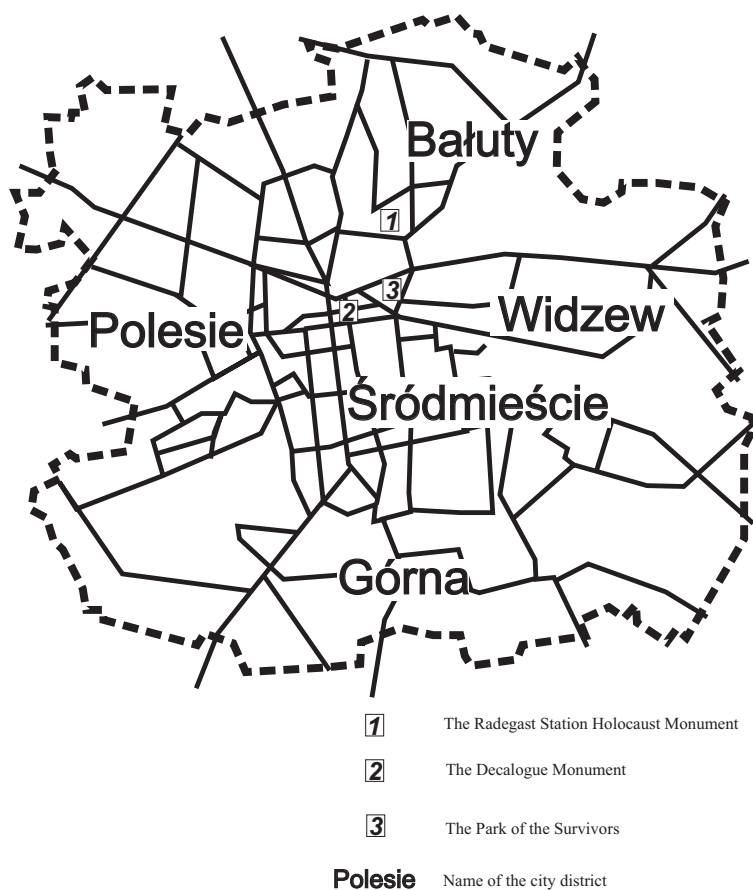 Bałuty
1
3
2
Widzew
Polesie
Śródmieście
Górna
1 The Radegast Station Holocaust Monument
2 The Decalogue Monument
3 The Park of the Survivors
Polesie Name of the city district